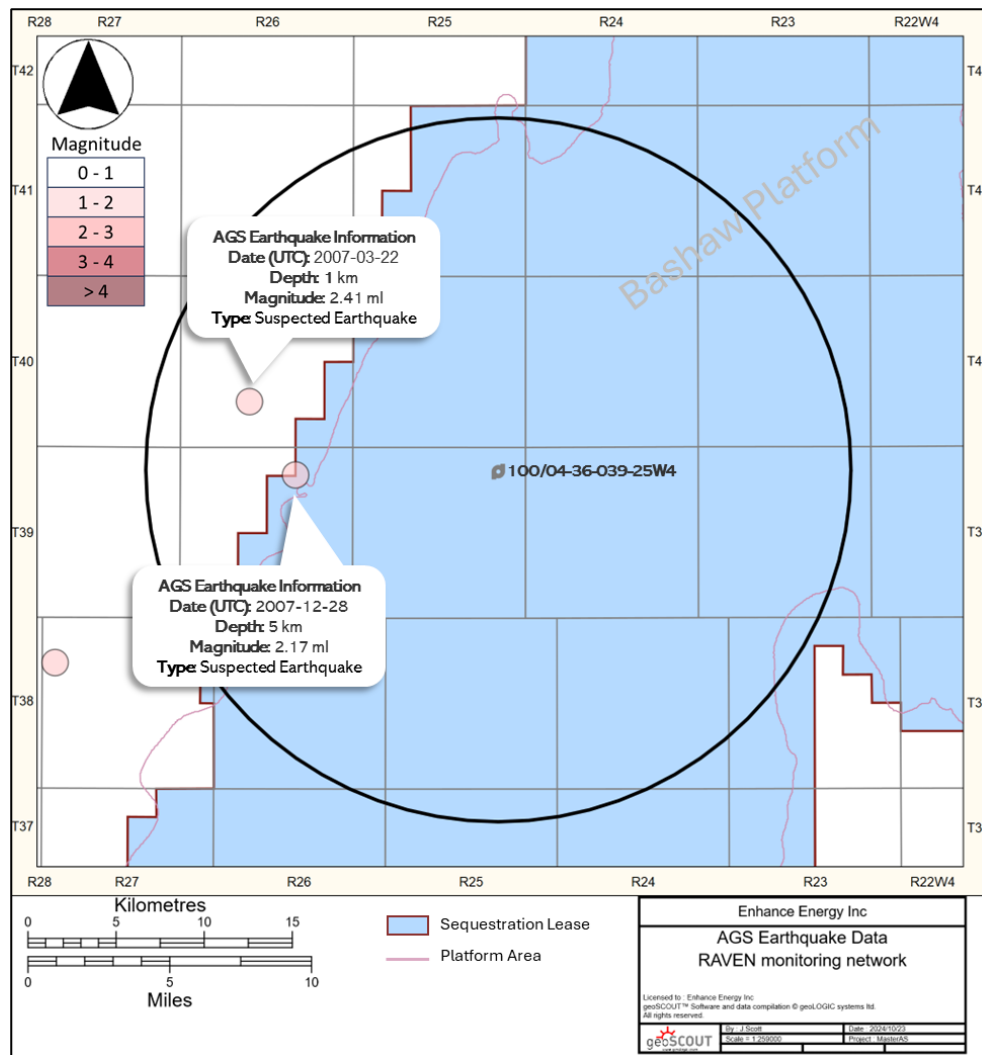 R28 R27 R26 R25 R24 R23 R22W4
T42
T4
Magnitude
0 - 1
1 - 2
2 - 3
3 - 4
> 4
Bashaw Platform
T41
T4
AGS Earthquake Information
Date (UTC): 2007-03-22
Depth: 1 km
Magnitude: 2.41 ml
Type: Suspected Earthquake
T40
T4
100/04-36-039-25W4
T39
T3
AGS Earthquake Information
Date (UTC): 2007-12-28
Depth: 5 km
Magnitude: 2.17 ml
Type: Suspected Earthquake
T38
T3
T37
T3
R28 R27 R26 R25 R24 R23 R22W4
Kilometres
0 5 10 15
0 5 10
Miles
Sequestration Lease
Platform Area
Enhance Energy Inc
AGS Earthquake Data
RAVEN monitoring network
Licensed to : Enhance Energy Inc
geoSCOUT™ Software and data compilation © geoLOGIC systems ltd.
All rights reserved.
geoSCOUT
By : J.Scott
Date : 2024/10/23
Scale = 1:259000
Project : MasterAS